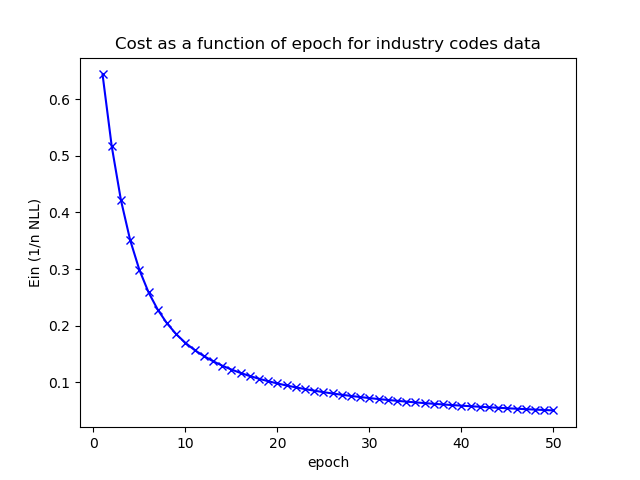 Cost as a function of epoch for industry codes data
Ein (1/n NLL)
0.6
0.5
0.4
0.3
0.2
0.1
0 10 20 30 40 50
epoch